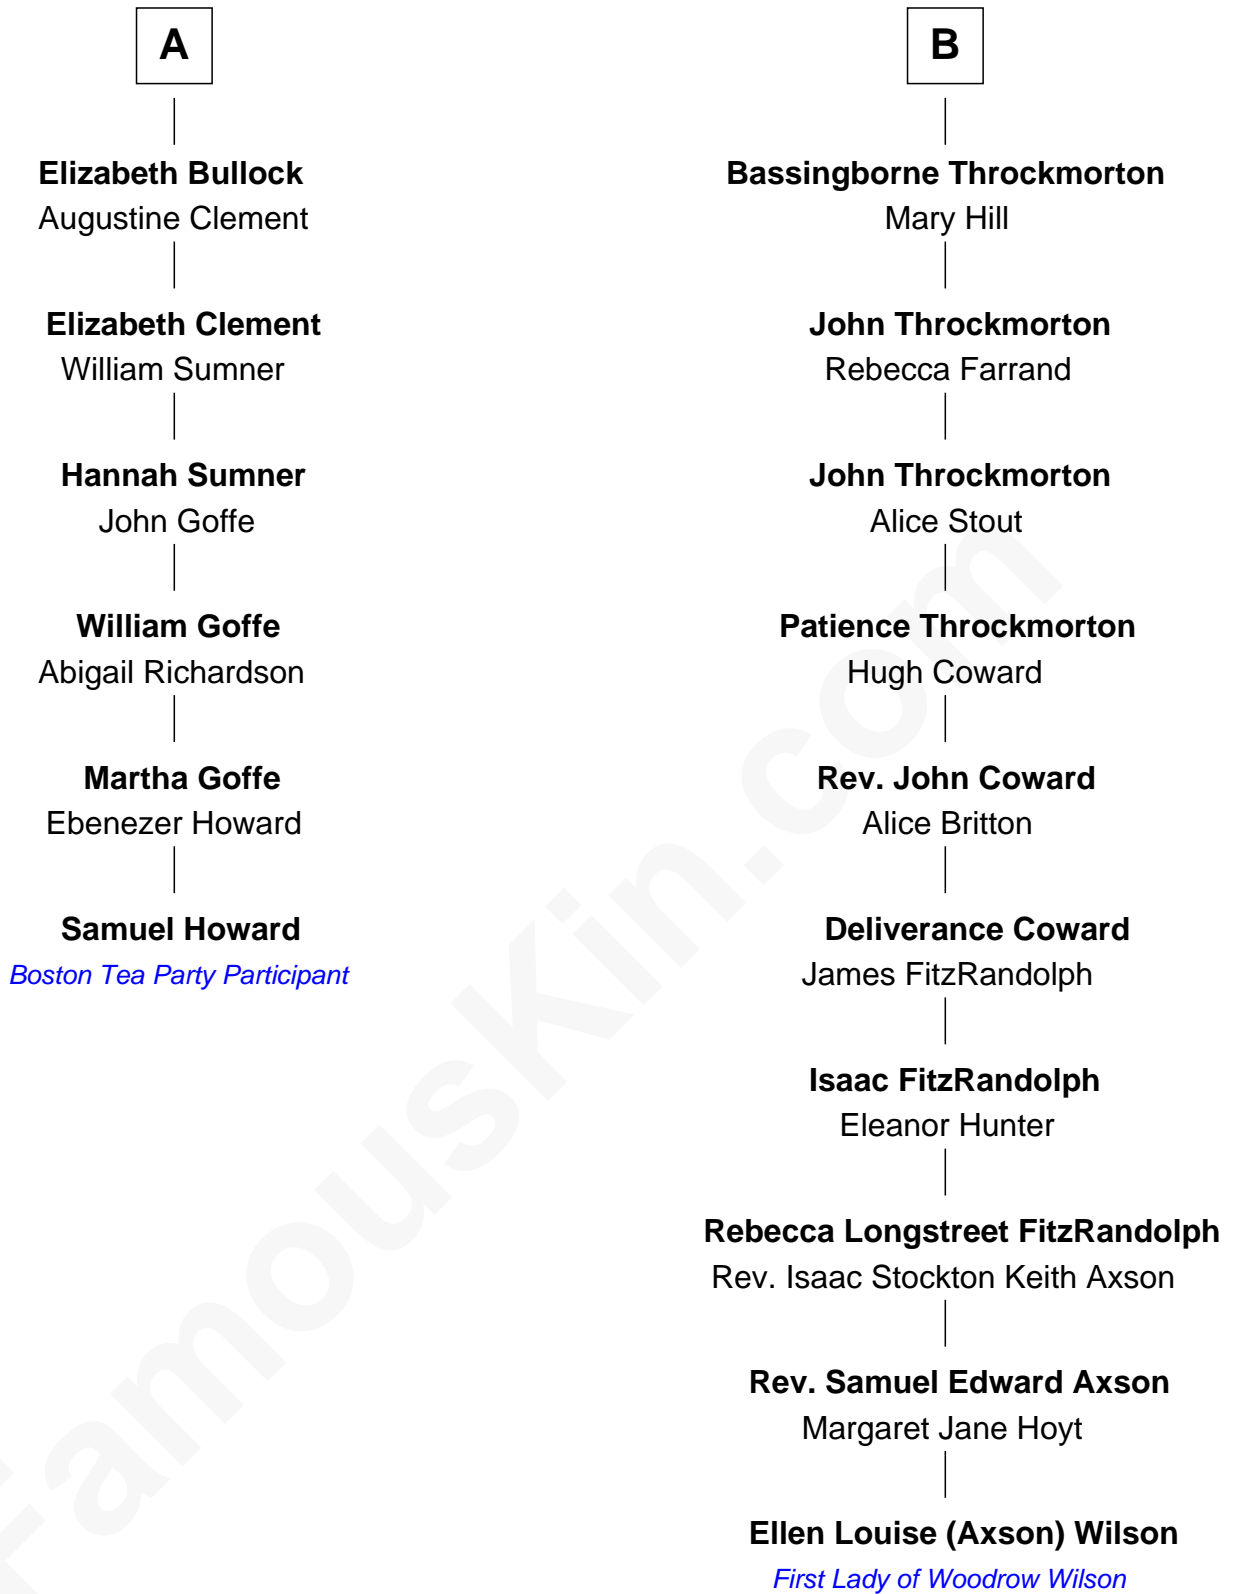 A
Elizabeth Bullock
Augustine Clement
Elizabeth Clement
William Sumner
Hannah Sumner
John Goffe
William Goffe
Abigail Richardson
Martha Goffe
Ebenezer Howard
Samuel Howard
Boston Tea Party Participant
B
Bassingborne Throckmorton
Mary Hill
John Throckmorton
Rebecca Farrand
John Throckmorton
Alice Stout
Patience Throckmorton
Hugh Coward
Rev. John Coward
Alice Britton
Deliverance Coward
James FitzRandolph
Isaac FitzRandolph
Eleanor Hunter
Rebecca Longstreet FitzRandolph
Rev. Isaac Stockton Keith Axson
Rev. Samuel Edward Axson
Margaret Jane Hoyt
Ellen Louise (Axson) Wilson
First Lady of Woodrow Wilson
FamousKin.com